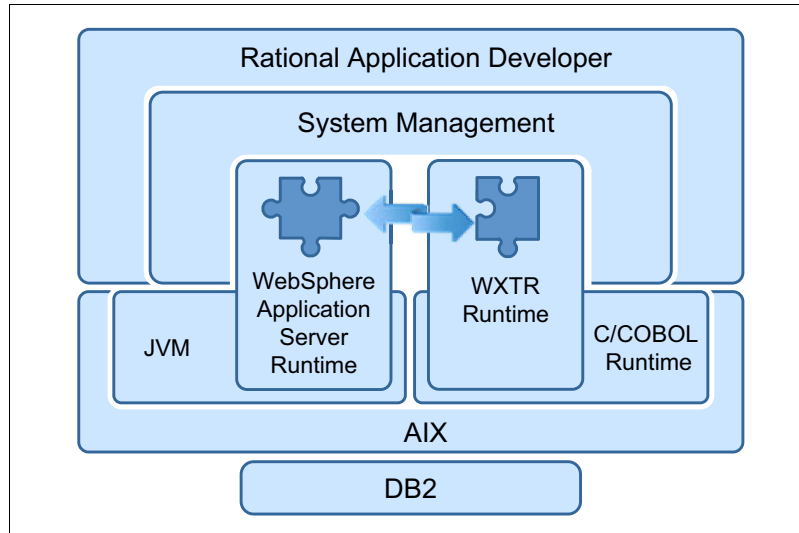 Rational Application Developer
System Management
WebSphere
Application
Server
Runtime
WXTR
Runtime
JVM
C/COBOL
Runtime
AIX
DB2